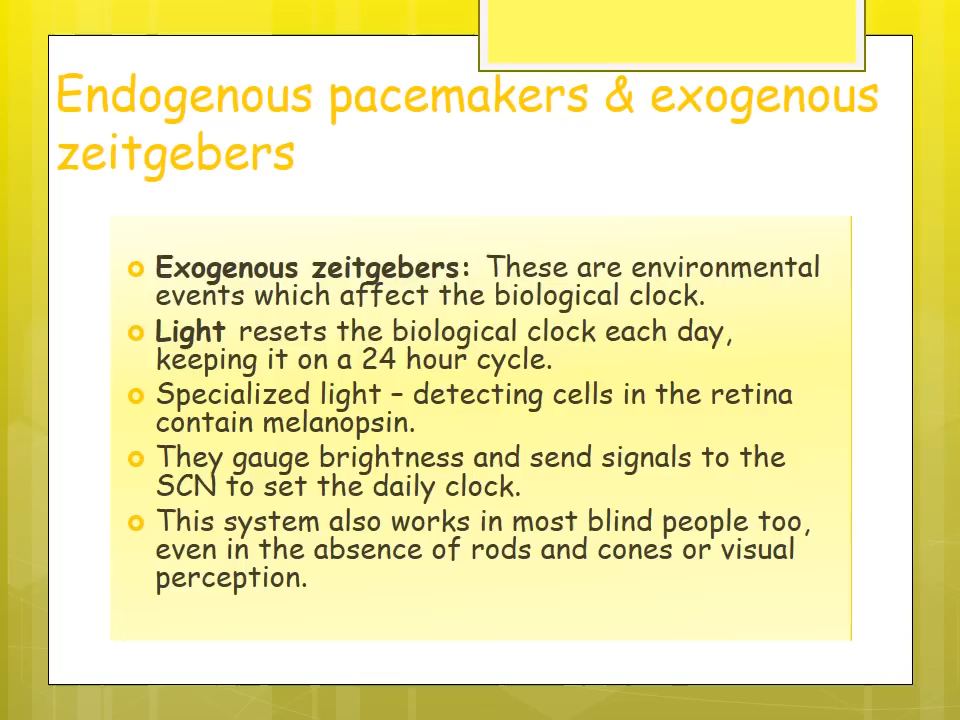 Endogenous pacemakers & exogenous
zeitgebers
Exogenous zeitgebers: These are environmental
events which affect the biological clock.
Light resets the biological clock each day,
keeping it on a 24 hour cycle.
Specialized light – detecting cells in the retina
contain melanopsin.
They gauge brightness and send signals to the
SCN to set the daily clock.
This system also works in most blind people too,
even in the absence of rods and cones or visual
perception.